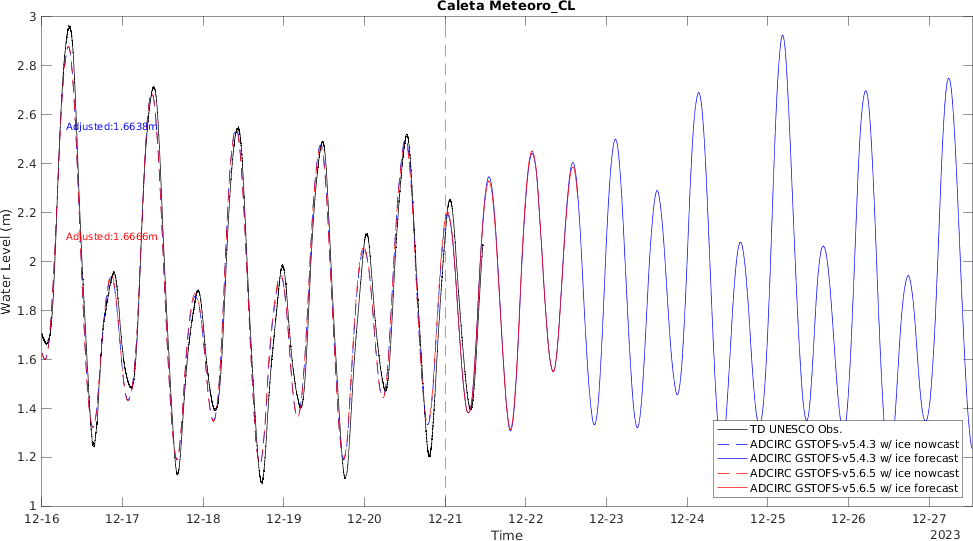 Caleta Meteoro_CL
3
2.8
2.6
2.4
2.2
2
1.8
1.6
1.4
1.2
1
Water Level (m)
Adjusted:1.6638m
Adjusted:1.6666m
TD UNESCO Obs.
ADCIRC GSTOFS-v5.4.3 w/ ice nowcast
ADCIRC GSTOFS-v5.4.3 w/ ice forecast
ADCIRC GSTOFS-v5.6.5 w/ ice nowcast
ADCIRC GSTOFS-v5.6.5 w/ ice forecast
12-16 12-17 12-18 12-19 12-20 12-21 12-22 12-23 12-24 12-25 12-26 12-27
Time
2023